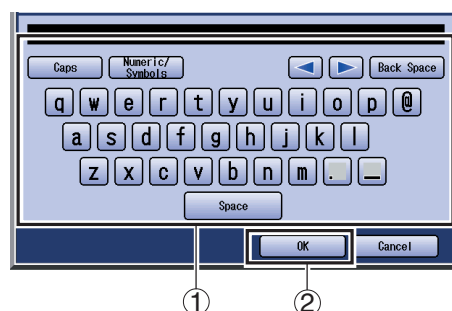 Caps Numeric/ Back Space
Symbols
q w e r t y u i o p @
a s d f g h j k l
z x c v b n m . _
Space
OK Cancel
① ②